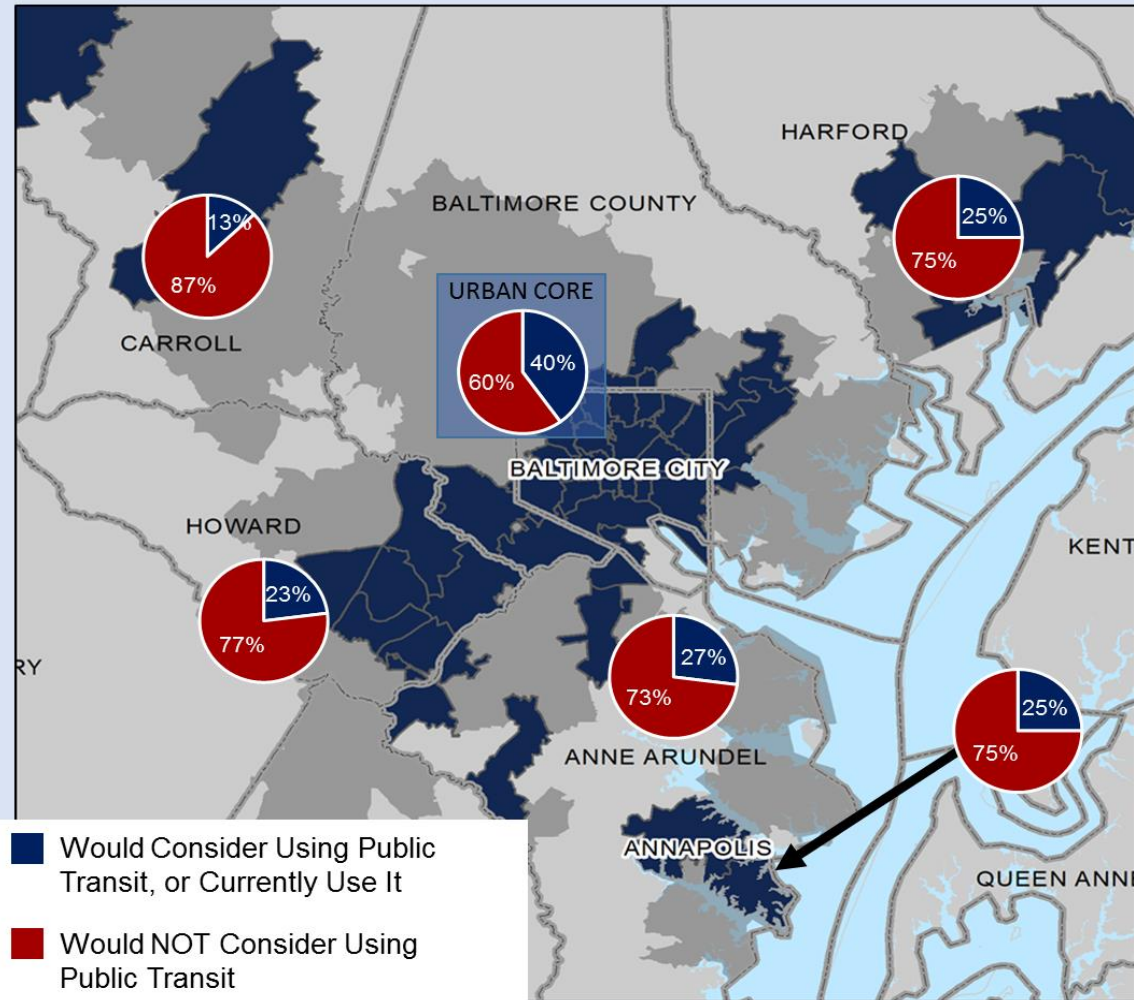 HARFORD
25%
75%
BALTIMORE COUNTY
13%
87%
CARROLL
URBAN CORE
40%
60%
BALTIMORE CITY
HOWARD
23%
77%
KENT
RY
27%
73%
ANNE ARUNDEL
25%
75%
ANNAPOLIS
QUEEN ANNE
Would Consider Using Public
Transit, or Currently Use It
Would NOT Consider Using
Public Transit